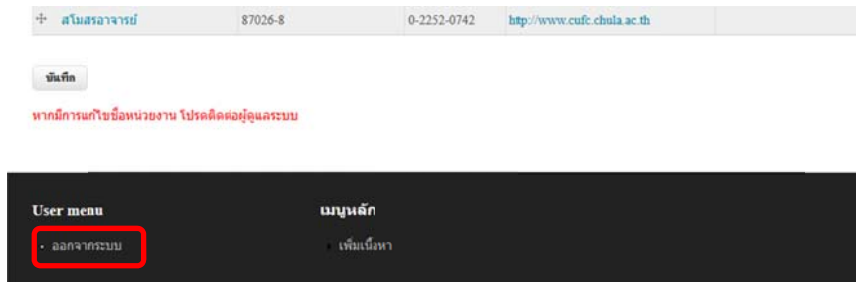 สโมสรอาจารย์ 87026-8 0-2252-0742 http://www.cufc.chula.ac.th
บันทึก
หากมีการแก้ไขชื่อหน่วยงาน โปรดติดต่อผู้ดูแลระบบ
User menu เมนูหลัก
ออกจากระบบ เพิ่มเนื้อหา